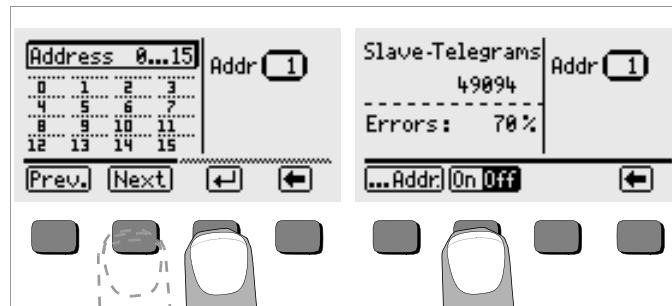 Address 0...15
Addr 1
0 1 2 3
4 5 6 7
8 9 10 11
12 13 14 15
Prev. Next
Slave-Telegrams
49094
Addr 1
Errors: 70%
...Addr. On Off